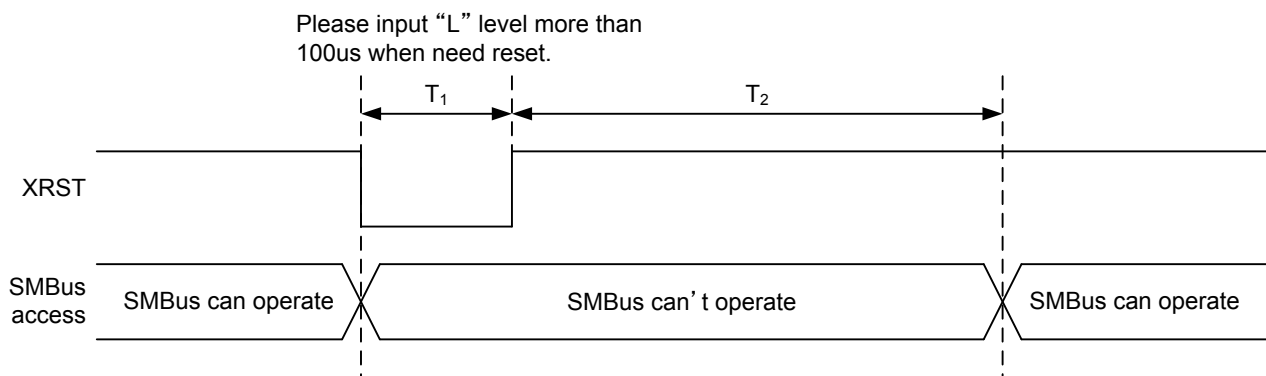 Please input “L” level more than
100us when need reset.
T₁
T₂
XRST
SMBus
access
SMBus can operate
SMBus can’t operate
SMBus can operate